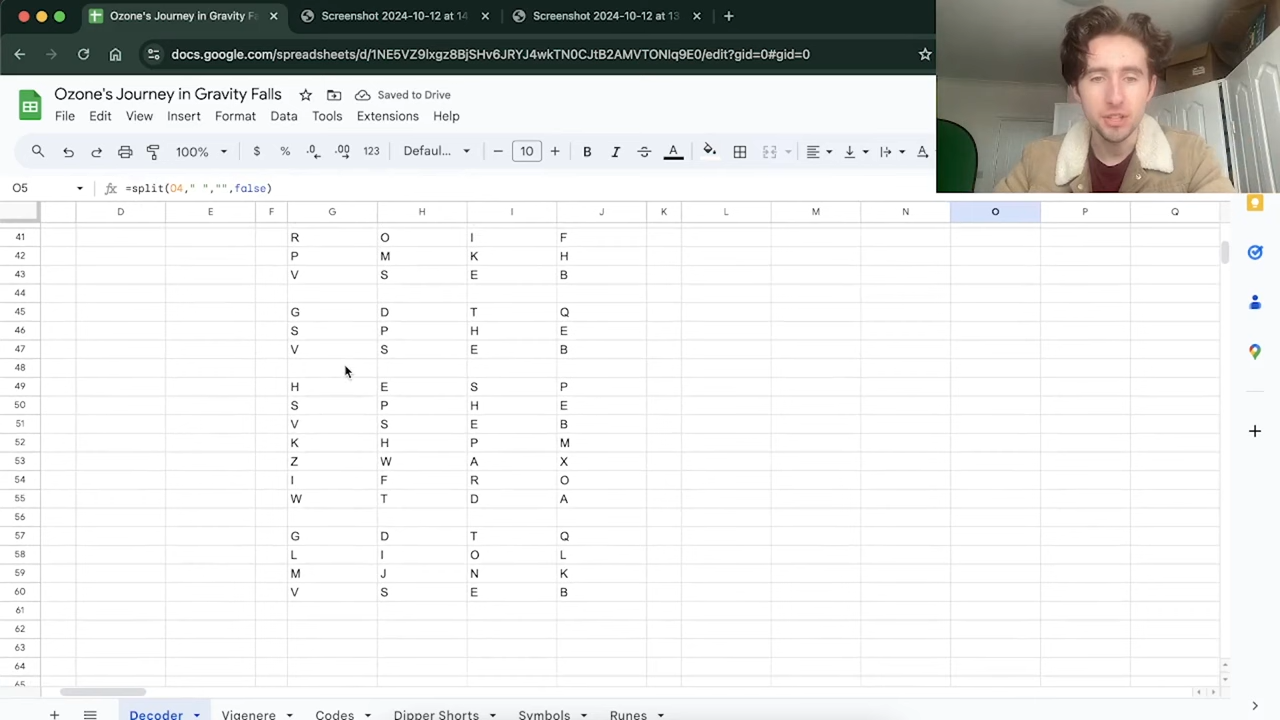 Ozone's Journey in Gravity Fa
Screenshot 2024-10-12 at 14
Screenshot 2024-10-12 at 13
docs.google.com/spreadsheets/d/1NE5VZ9lxgz8BjSHv6JRYJ4wkTN0CJtB2AMVTONlq9E0/edit?gid=0#gid=0
Ozone's Journey in Gravity Falls
Saved to Drive
File Edit View Insert Format Data Tools Extensions Help
100% $ % .0 .00 123 Defaul... 10 B I A
O5 fx =split(O4," ","",false)
D E F G H I J K L M N O P Q
41 R O I F
42 P M K H
43 V S E B
44
45 G D T Q
46 S P H E
47 V S E B
48
49 H E S P
50 S P H E
51 V S E B
52 K H P M
53 Z W A X
54 I F R O
55 W T D A
56
57 G D T Q
58 L I O L
59 M J N K
60 V S E B
61
62
63
64
65
Decoder Vigenere Codes Dipper Shorts Symbols Runes